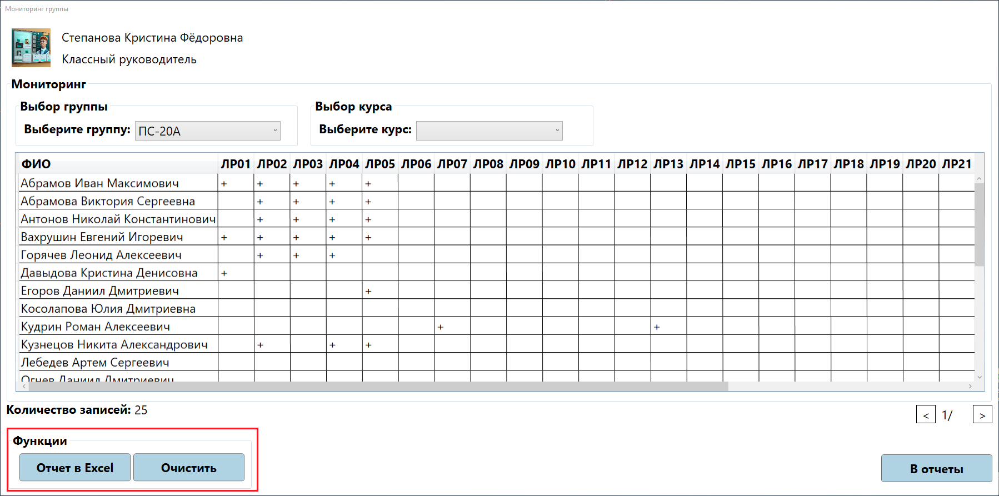 Мониторинг группы
Степанова Кристина Фёдоровна
Классный руководитель
Мониторинг
Выбор группы
Выберите группу: ПС-20А
Выбор курса
Выберите курс:
ФИО ЛР01 ЛР02 ЛР03 ЛР04 ЛР05 ЛР06 ЛР07 ЛР08 ЛР09 ЛР10 ЛР11 ЛР12 ЛР13 ЛР14 ЛР15 ЛР16 ЛР17 ЛР18 ЛР19 ЛР20 ЛР21
Абрамов Иван Максимович + + + + +
Абрамова Виктория Сергеевна + + + +
Антонов Николай Константинович + + + +
Вахрушин Евгений Игоревич + + + + +
Горячев Леонид Алексеевич + + +
Давыдова Кристина Денисовна +
Егоров Даниил Дмитриевич +
Косолапова Юлия Дмитриевна
Кудрин Роман Алексеевич + +
Кузнецов Никита Александрович + + +
Лебедев Артем Сергеевич
Огнев Даниил Дмитриевич
Количество записей: 25
< 1/ >
Функции
Отчет в Excel Очистить
В отчеты